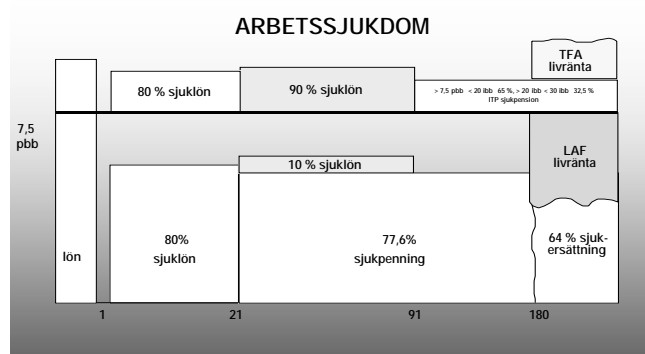 ARBETSSJUKDOM
TFA
livränta
80 % sjuklön
90 % sjuklön
> 7,5 pbb < 20 ibb 65 %, > 20 ibb < 30 ibb 32,5 %
ITP sjukpension
7,5
pbb
10 % sjuklön
LAF
livränta
lön
80%
sjuklön
77,6%
sjukpenning
64 % sjuk-
ersättning
1
21
91
180